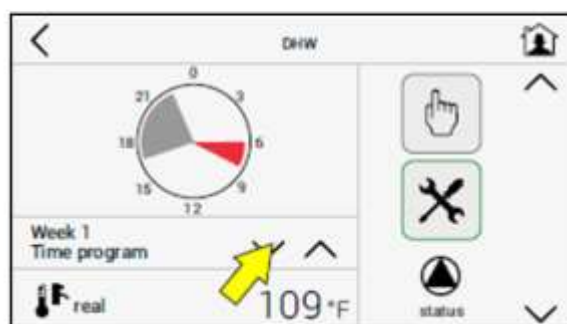 DHW
0
21
3
18
6
15
9
12
Week 1
Time program
real
109 °F
status